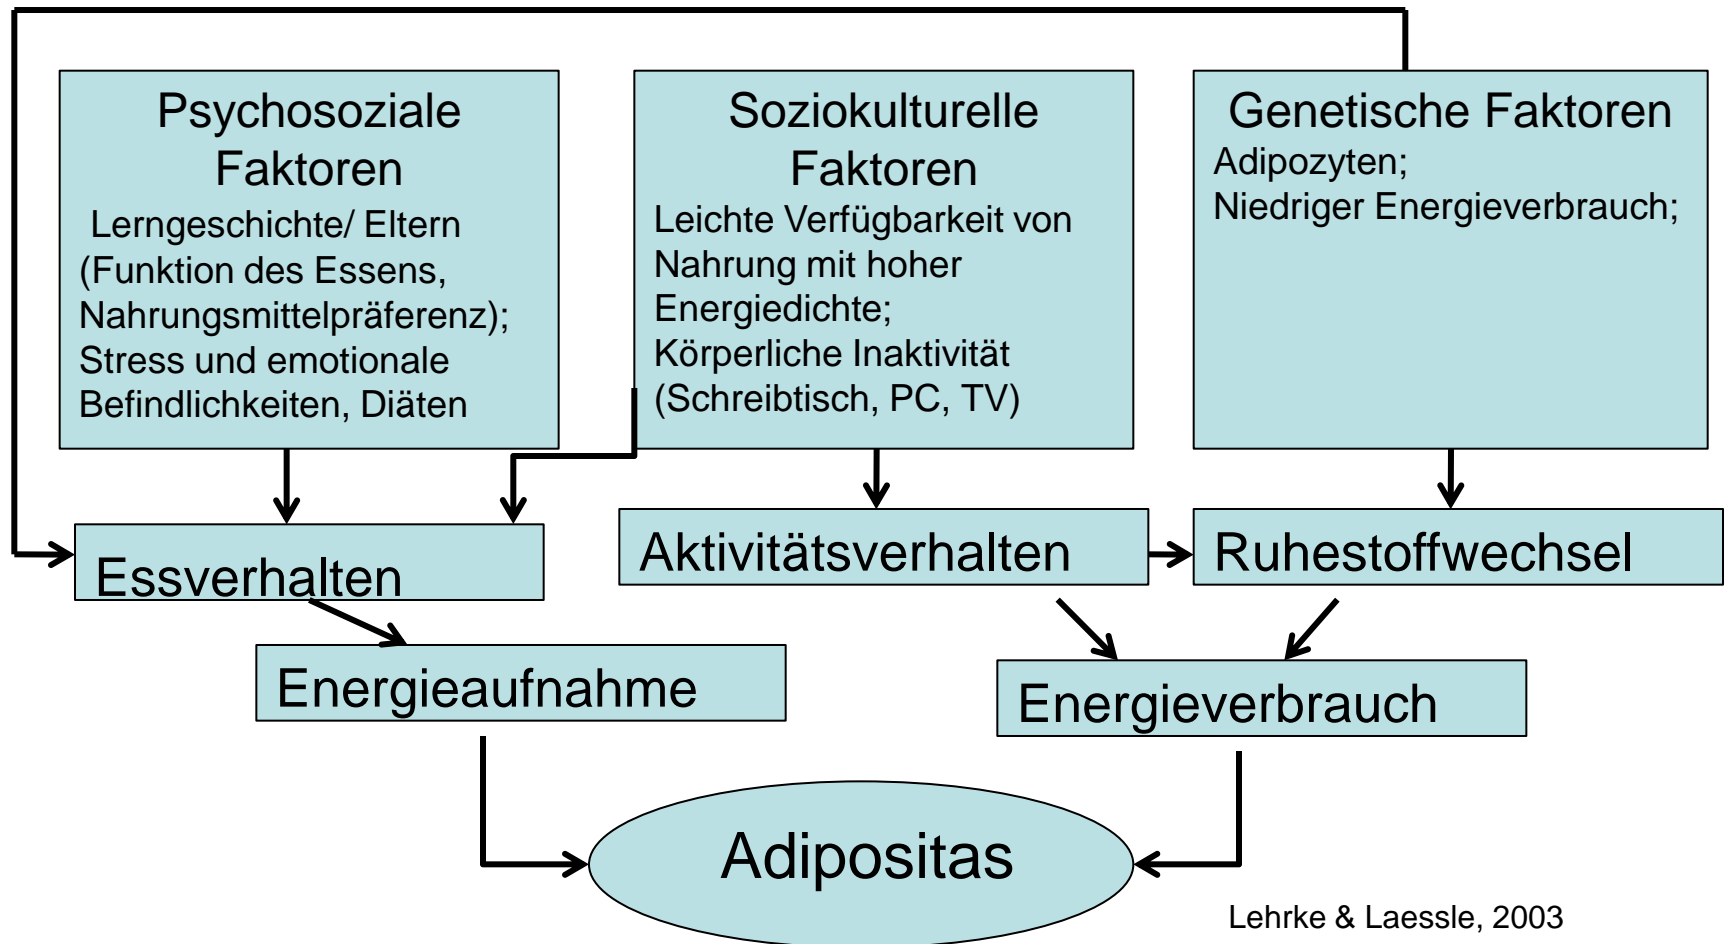 Psychosoziale
Faktoren
Lerngeschichte/ Eltern
(Funktion des Essens,
Nahrungsmittelpräferenz);
Stress und emotionale
Befindlichkeiten, Diäten
Soziokulturelle
Faktoren
Leichte Verfügbarkeit von
Nahrung mit hoher
Energiedichte;
Körperliche Inaktivität
(Schreibtisch, PC, TV)
Genetische Faktoren
Adipozyten;
Niedriger Energieverbrauch;
Essverhalten
Aktivitätsverhalten
Ruhestoffwechsel
Energieaufnahme
Energieverbrauch
Adipositas
Lehrke & Laessle, 2003